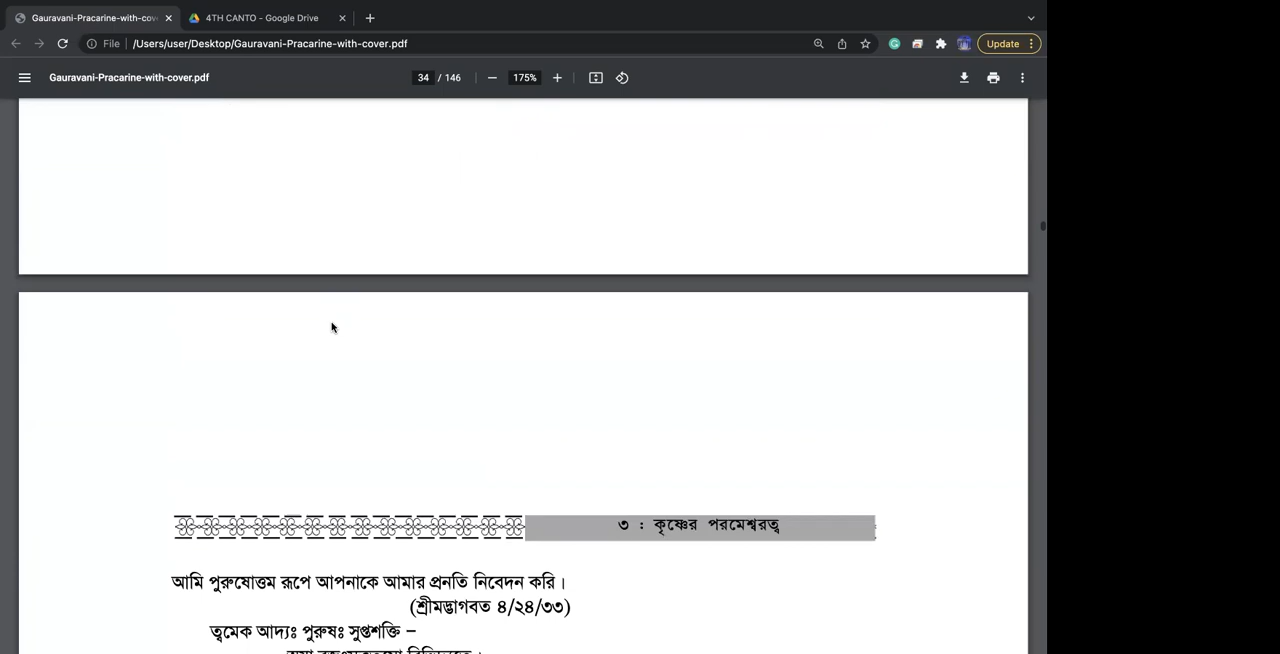 Gauravani-Pracarine-with-cov
4TH CANTO - Google Drive
File
/Users/user/Desktop/Gauravani-Pracarine-with-cover.pdf
Update
Gauravani-Pracarine-with-cover.pdf
34 / 146
175%
৩ : কৃষ্ণের পরমেশ্বরত্ব
আমি পুরুষোত্তম রূপে আপনাকে আমার প্রনতি নিবেদন করি।
(শ্রীমদ্ভাগবত ৪/২৪/৩৩)
ত্বমেক আদ্যঃ পুরুষঃ সুপ্তশক্তি –